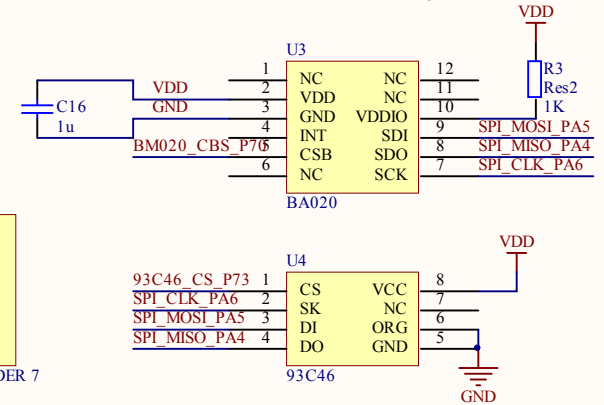 VDD
U3
R3
Res2
1K
C16
1u
VDD
GND
BM020_CBS_P70
1 NC NC 12
2 VDD NC 11
3 GND VDDIO 10
4 INT SDI 9 SPI_MOSI_PA5
5 CSB SDO 8 SPI_MISO_PA4
6 NC SCK 7 SPI_CLK_PA6
BA020
U4
VDD
93C46_CS_P73 1 CS VCC 8
SPI_CLK_PA6 2 SK NC 7
SPI_MOSI_PA5 3 DI ORG 6
SPI_MISO_PA4 4 DO GND 5
DER 7
93C46
GND